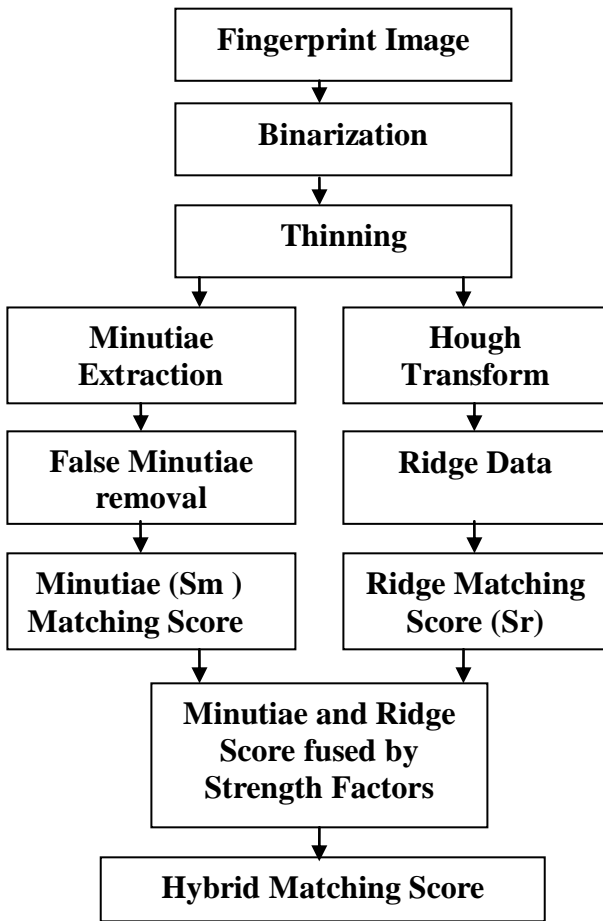 Fingerprint Image
Binarization
Thinning
Minutiae
Extraction
Hough
Transform
False Minutiae
removal
Ridge Data
Minutiae (Sm )
Matching Score
Ridge Matching
Score (Sr)
Minutiae and Ridge
Score fused by
Strength Factors
Hybrid Matching Score